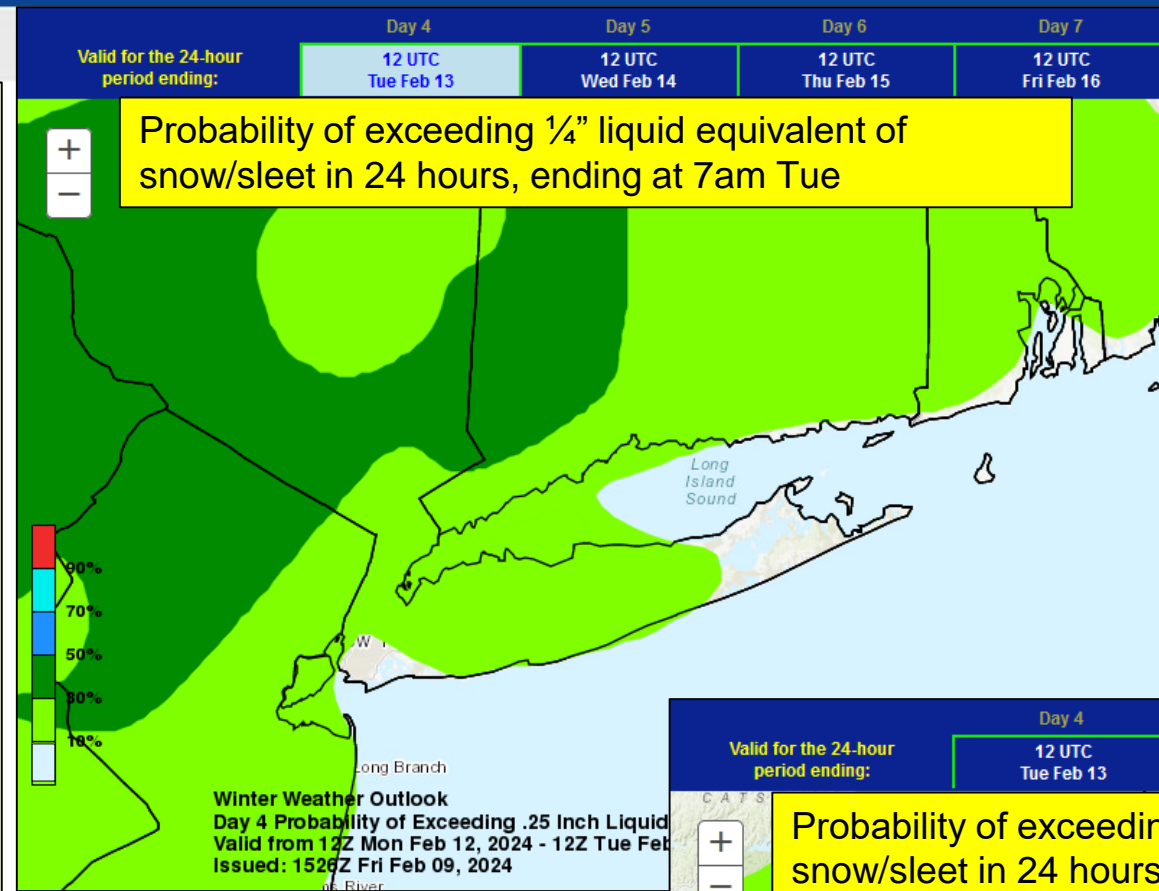 Day 4 Day 5 Day 6 Day 7
Valid for the 24-hour period ending:
12 UTC Tue Feb 13
12 UTC Wed Feb 14
12 UTC Thu Feb 15
12 UTC Fri Feb 16
+
−
Probability of exceeding ¼” liquid equivalent of
snow/sleet in 24 hours, ending at 7am Tue
Long
Island
Sound
90%
70%
50%
30%
10%
W
Long Branch
Winter Weather Outlook
Day 4 Probability of Exceeding .25 Inch Liquid
Valid from 12Z Mon Feb 12, 2024 - 12Z Tue Feb
Issued: 1526Z Fri Feb 09, 2024
River
Day 4
Valid for the 24-hour period ending:
12 UTC Tue Feb 13
CATS
+
−
Probability of exceedin
snow/sleet in 24 hours